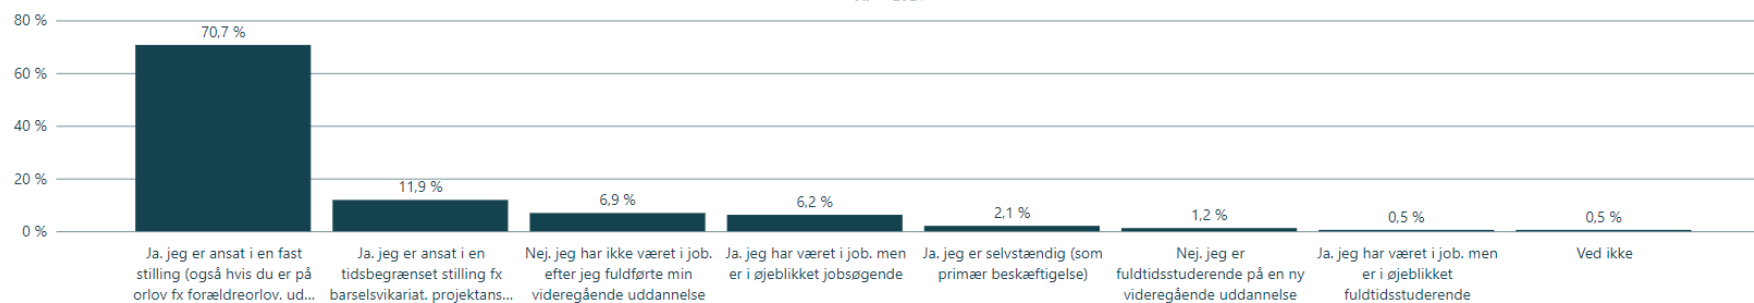 80 %
70,7 %
60 %
40 %
20 %
11,9 %
6,9 %
6,2 %
2,1 %
1,2 %
0,5 %
0,5 %
0 %
Ja. jeg er ansat i en fast
stilling (også hvis du er på
orlov fx forældreorlov. ud...
Ja. jeg er ansat i en
tidsbegrænset stilling fx
barselsvikariat. projektans...
Nej. jeg har ikke været i job.
efter jeg fuldførte min
videregående uddannelse
Ja. jeg har været i job. men
er i øjeblikket jobsøgende
Ja. jeg er selvstændig (som
primær beskæftigelse)
Nej. jeg er
fuldtidsstuderende på en ny
videregående uddannelse
Ja. jeg har været i job. men
er i øjeblikket
fuldtidsstuderende
Ved ikke